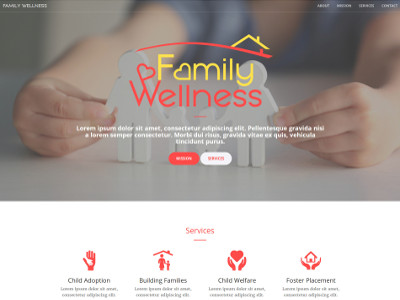 FAMILY WELLNESS
ABOUT MISSION SERVICES CONTACT
Family
Wellness
Lorem ipsum dolor sit amet, consectetur adipiscing elit. Pellentesque gravida nisi
a lorem semper consectetur. Morbi dui risus, gravida vitae ex quis, vehicula
tincidunt purus.
MISSION SERVICES
Services
Child Adoption Building Families Child Welfare Foster Placement
Lorem ipsum dolor sit amet, Lorem ipsum dolor sit amet, Lorem ipsum dolor sit amet, Lorem ipsum dolor sit amet,
consectetur adipiscing elit. consectetur adipiscing elit. consectetur adipiscing elit. consectetur adipiscing elit.